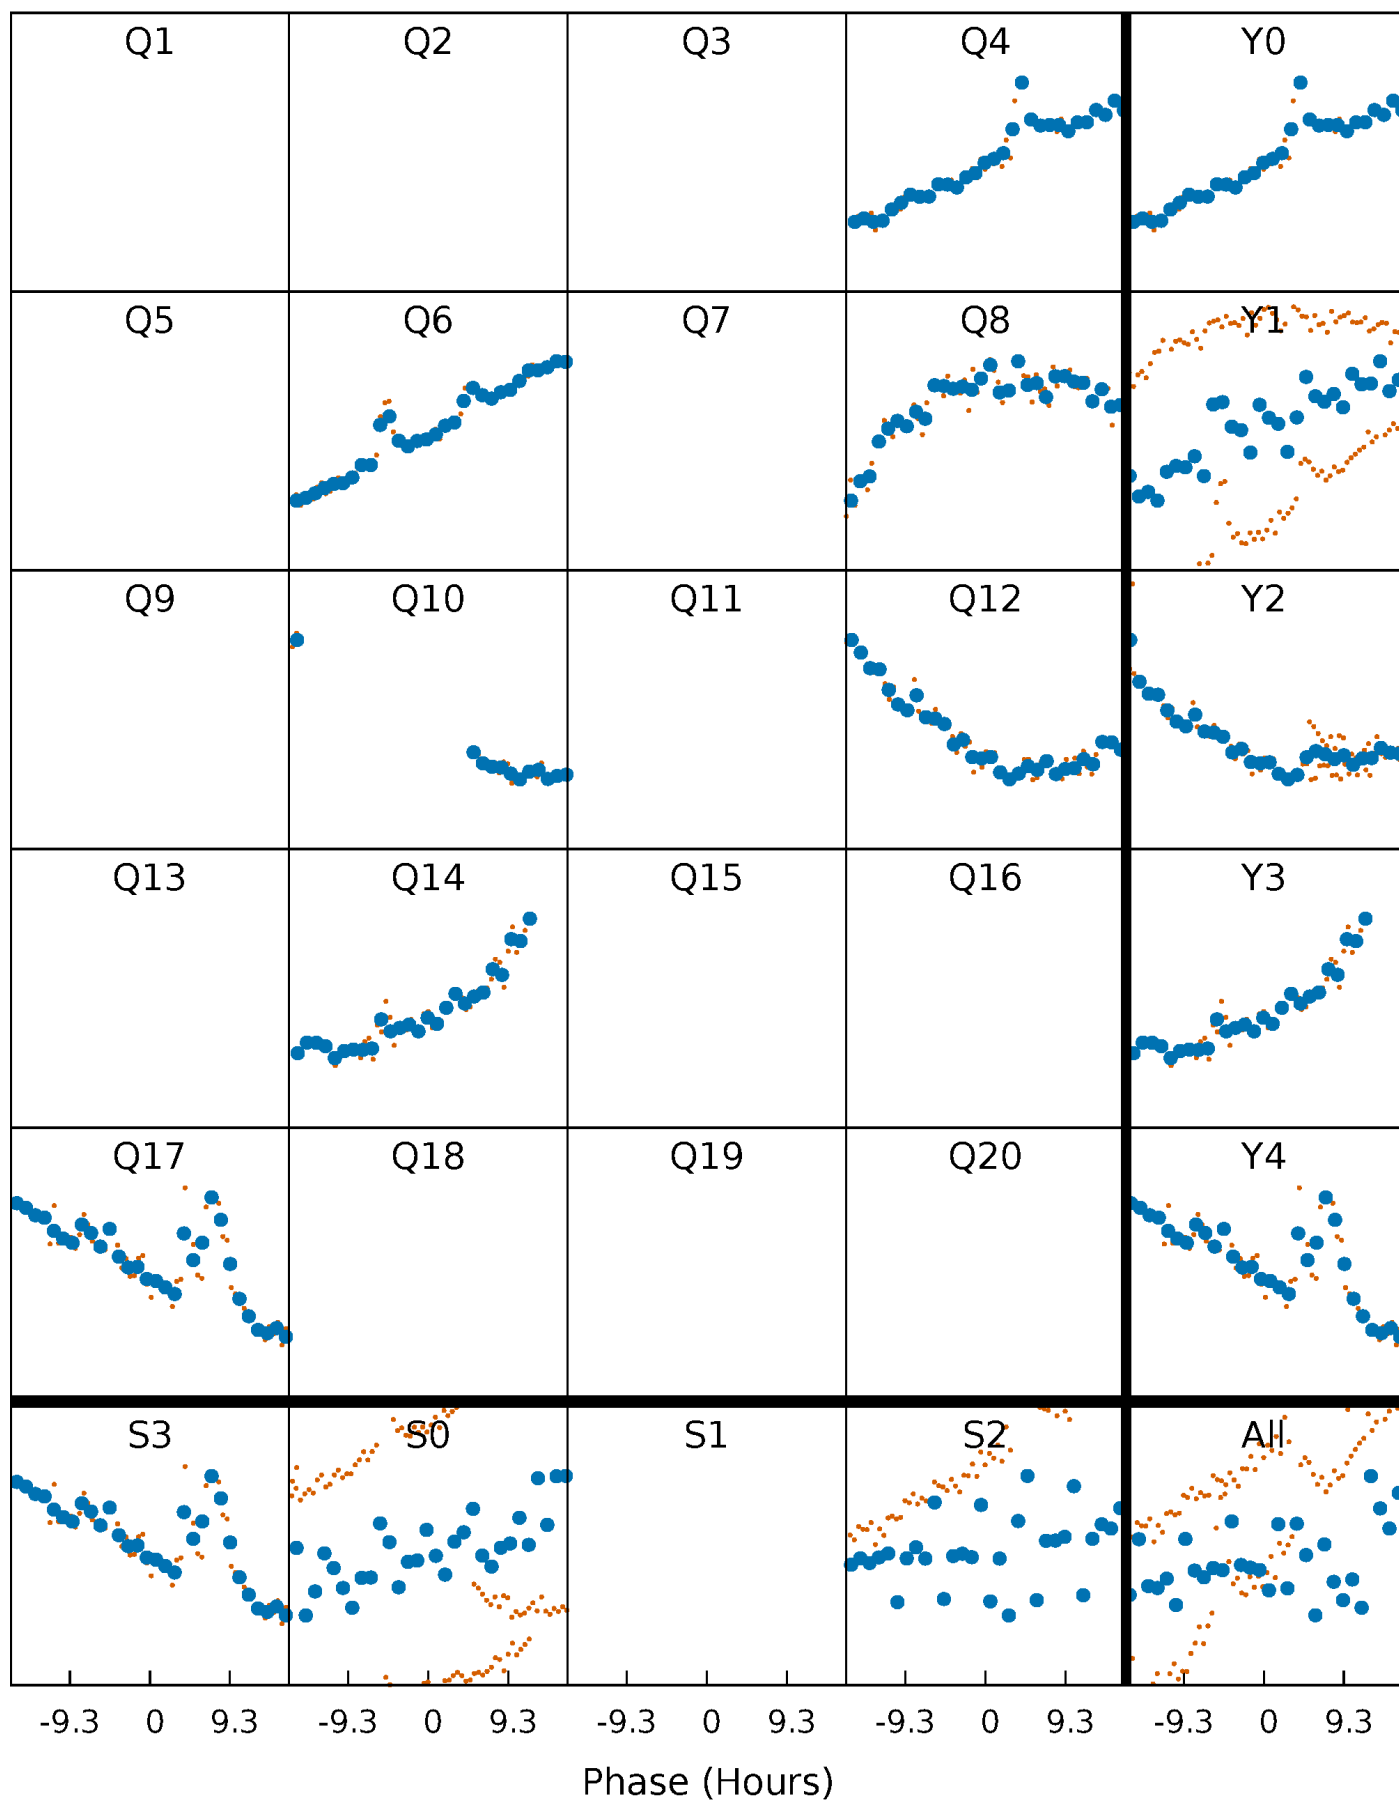 Q1 Q2 Q3 Q4 Y0
Q5 Q6 Q7 Q8 Y1
Q9 Q10 Q11 Q12 Y2
Q13 Q14 Q15 Q16 Y3
Q17 Q18 Q19 Q20 Y4
S3 S0 S1 S2 All
-9.3 0 9.3 -9.3 0 9.3 -9.3 0 9.3 -9.3 0 9.3 -9.3 0 9.3
Phase (Hours)